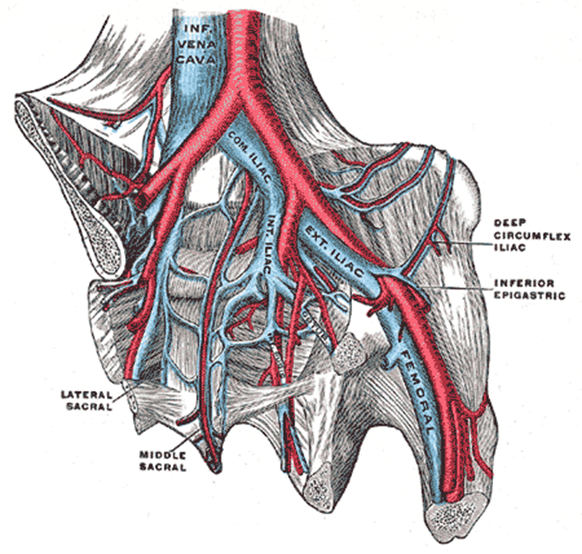 INF.
VENA
CAVA
COM. ILIAC
INT. ILIAC
EXT. ILIAC
DEEP
CIRCUMFLEX
ILIAC
INFERIOR
EPIGASTRIC
FEMORAL
LATERAL
SACRAL
MIDDLE
SACRAL